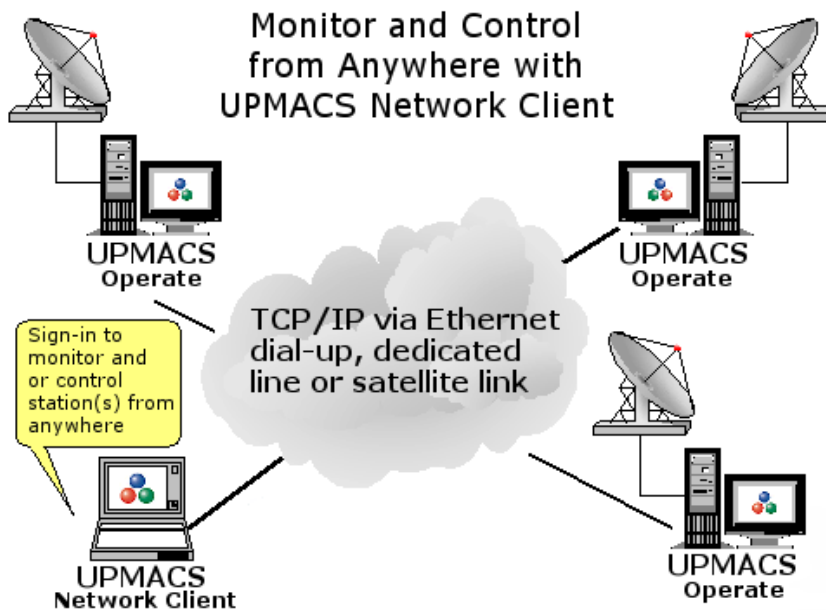 Monitor and Control
from Anywhere with
UPMACS Network Client
UPMACS
Operate
UPMACS
Operate
TCP/IP via Ethernet
dial-up, dedicated
line or satellite link
Sign-in to
monitor and
or control
station(s) from
anywhere
UPMACS
Network Client
UPMACS
Operate